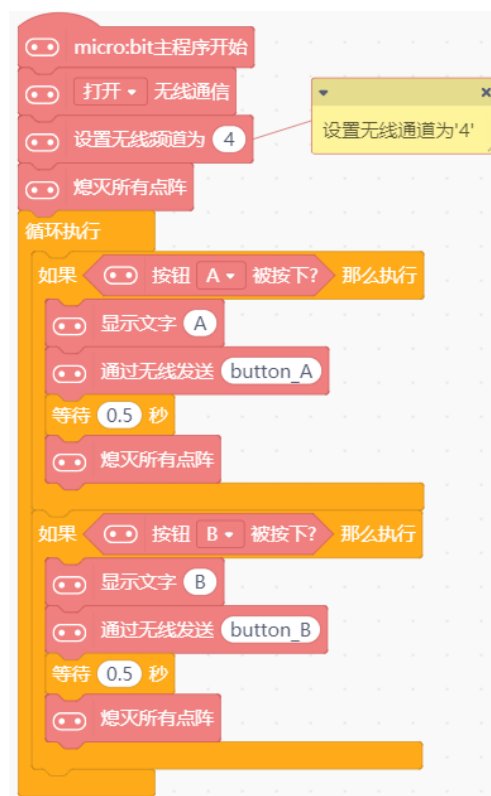 micro:bit主程序开始
打开 无线通信
设置无线频道为 4
设置无线通道为'4'
熄灭所有点阵
循环执行
如果 按钮 A 被按下? 那么执行
显示文字 A
通过无线发送 button_A
等待 0.5 秒
熄灭所有点阵
如果 按钮 B 被按下? 那么执行
显示文字 B
通过无线发送 button_B
等待 0.5 秒
熄灭所有点阵